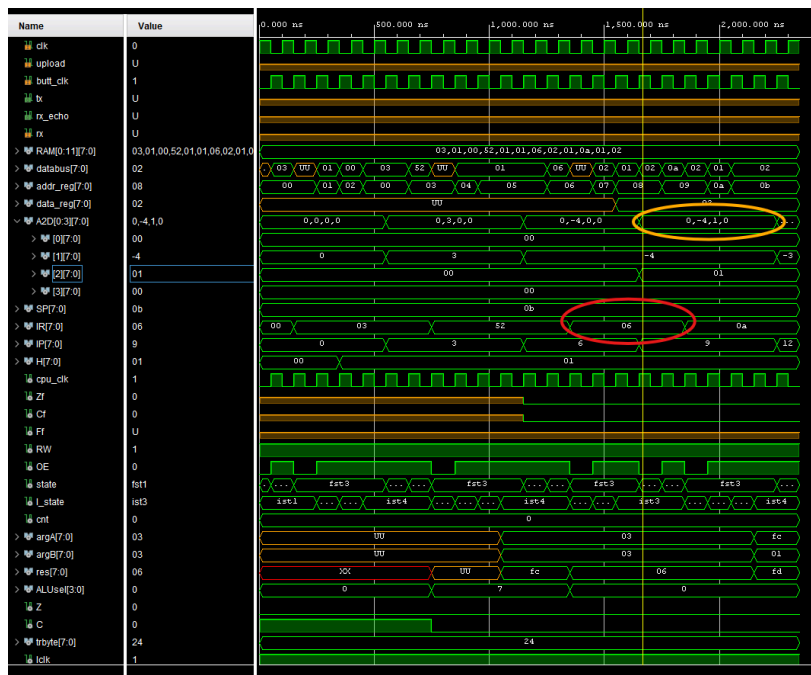 Name Value 0.000 ns 500.000 ns 1,000.000 ns 1,500.000 ns 2,000.000 ns
clk 0
upload U
butt_clk 1
tx U
rx_echo U
rx U
RAM[0:11][7:0] 03,01,00,52,01,01,06,02,01,0 03,01,00,52,01,01,06,02,01,0a,01,02
databus[7:0] 02 03 UU 01 00 03 52 UU 01 06 UU 02 01 02 0a 02 01 02
addr_reg[7:0] 08 00 01 02 00 03 04 05 06 07 08 09 0a 0b
data_reg[7:0] 02 UU
A2D[0:3][7:0] 0,-4,1,0 0,0,0,0 0,3,0,0 0,-4,0,0 0,-4,1,0 ...
[0][7:0] 00 00
[1][7:0] -4 0 3 -4 -3
[2][7:0] 01 00 01
[3][7:0] 00 00
SP[7:0] 0b 0b
IR[7:0] 06 00 03 52 06 0a
IP[7:0] 9 0 3 6 9 12
H[7:0] 01 00 01
cpu_clk 1
Zf 0
Cf 0
Ff U
RW 1
OE 0
state fst1 . ... ... fst3 ... ... fst3 ... ... fst3 ... ... fst3 ...
I_state ist3 ist1 ... ... ist4 ... ... ist4 ... ... ist3 ... ... ist4
cnt 0 0
argA[7:0] 03 UU 03 fc
argB[7:0] 03 UU 03 01
res[7:0] 06 XX UU fc 06 fd
ALUsel[3:0] 0 0 7 0
Z 0
C 0
trbyte[7:0] 24 24
lclk 1